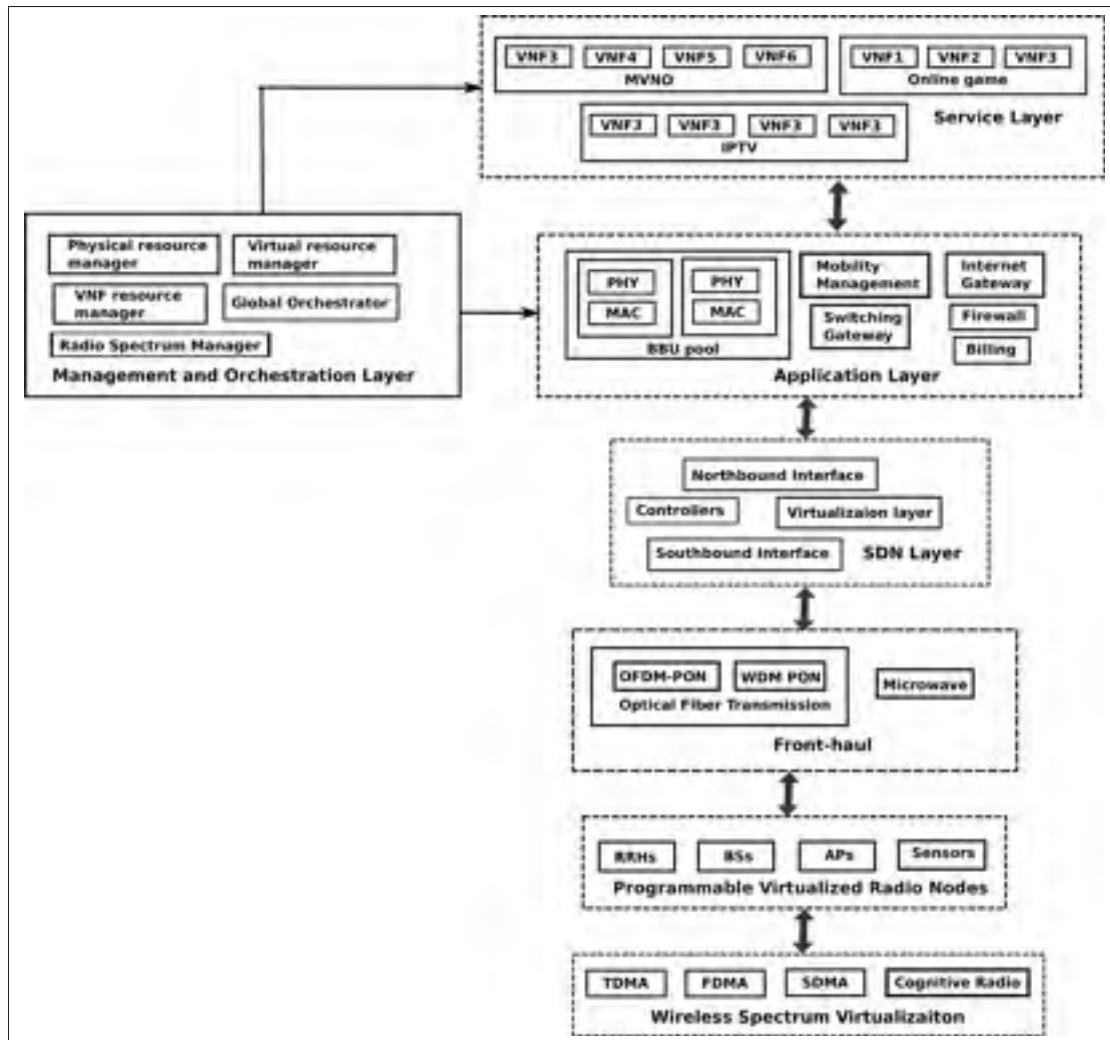 VNF3 VNF4 VNF5 VNF6
MVNO
VNF1 VNF2 VNF3
Online game
VNF3 VNF3 VNF3 VNF3
IPTV
Service Layer
Physical resource
manager
Virtual resource
manager
VNF resource
manager
Global Orchestrator
Radio Spectrum Manager
Management and Orchestration Layer
PHY
MAC
PHY
MAC
BBU pool
Mobility
Management
Switching
Gateway
Internet
Gateway
Firewall
Billing
Application Layer
Northbound Interface
Controllers
Virtualizaion layer
Southbound Interface
SDN Layer
OFDM-PON
WDM PON
Optical Fiber Transmission
Microwave
Front-haul
RRHs
BSs
APs
Sensors
Programmable Virtualized Radio Nodes
TDMA
FDMA
SDMA
Cognitive Radio
Wireless Spectrum Virtualizaiton